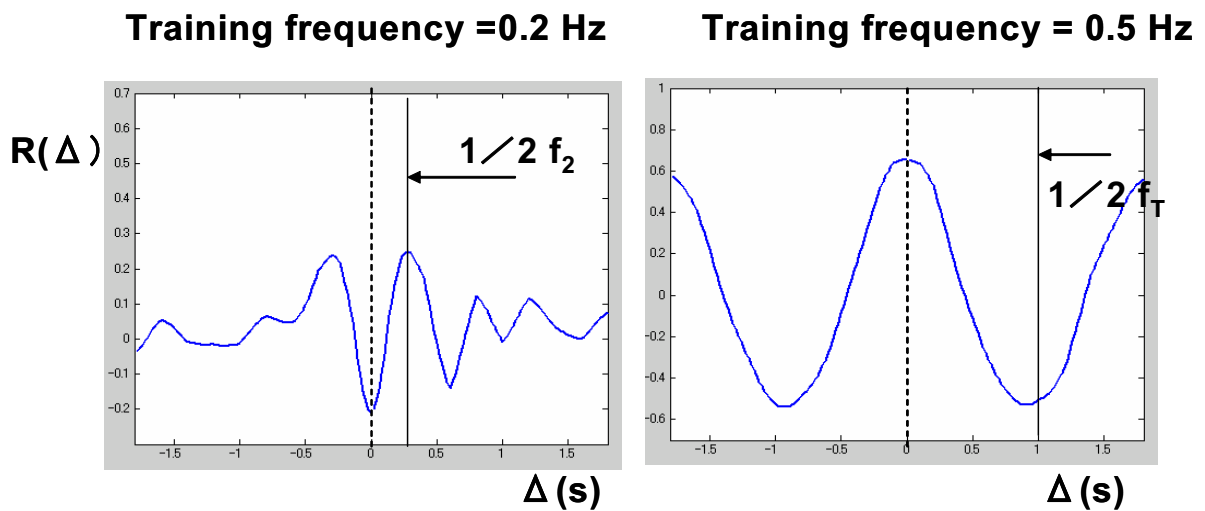 Training frequency =0.2 Hz
Training frequency = 0.5 Hz
R(Δ)
0.7
0.6
0.5
0.4
0.3
0.2
0.1
0
−0.1
−0.2
−1.5 −1 −0.5 0 0.5 1 1.5
1/2 f2
Δ(s)
1
0.8
0.6
0.4
0.2
0
−0.2
−0.4
−0.6
−1.5 −1 −0.5 0 0.5 1 1.5
1/2 fT
Δ(s)